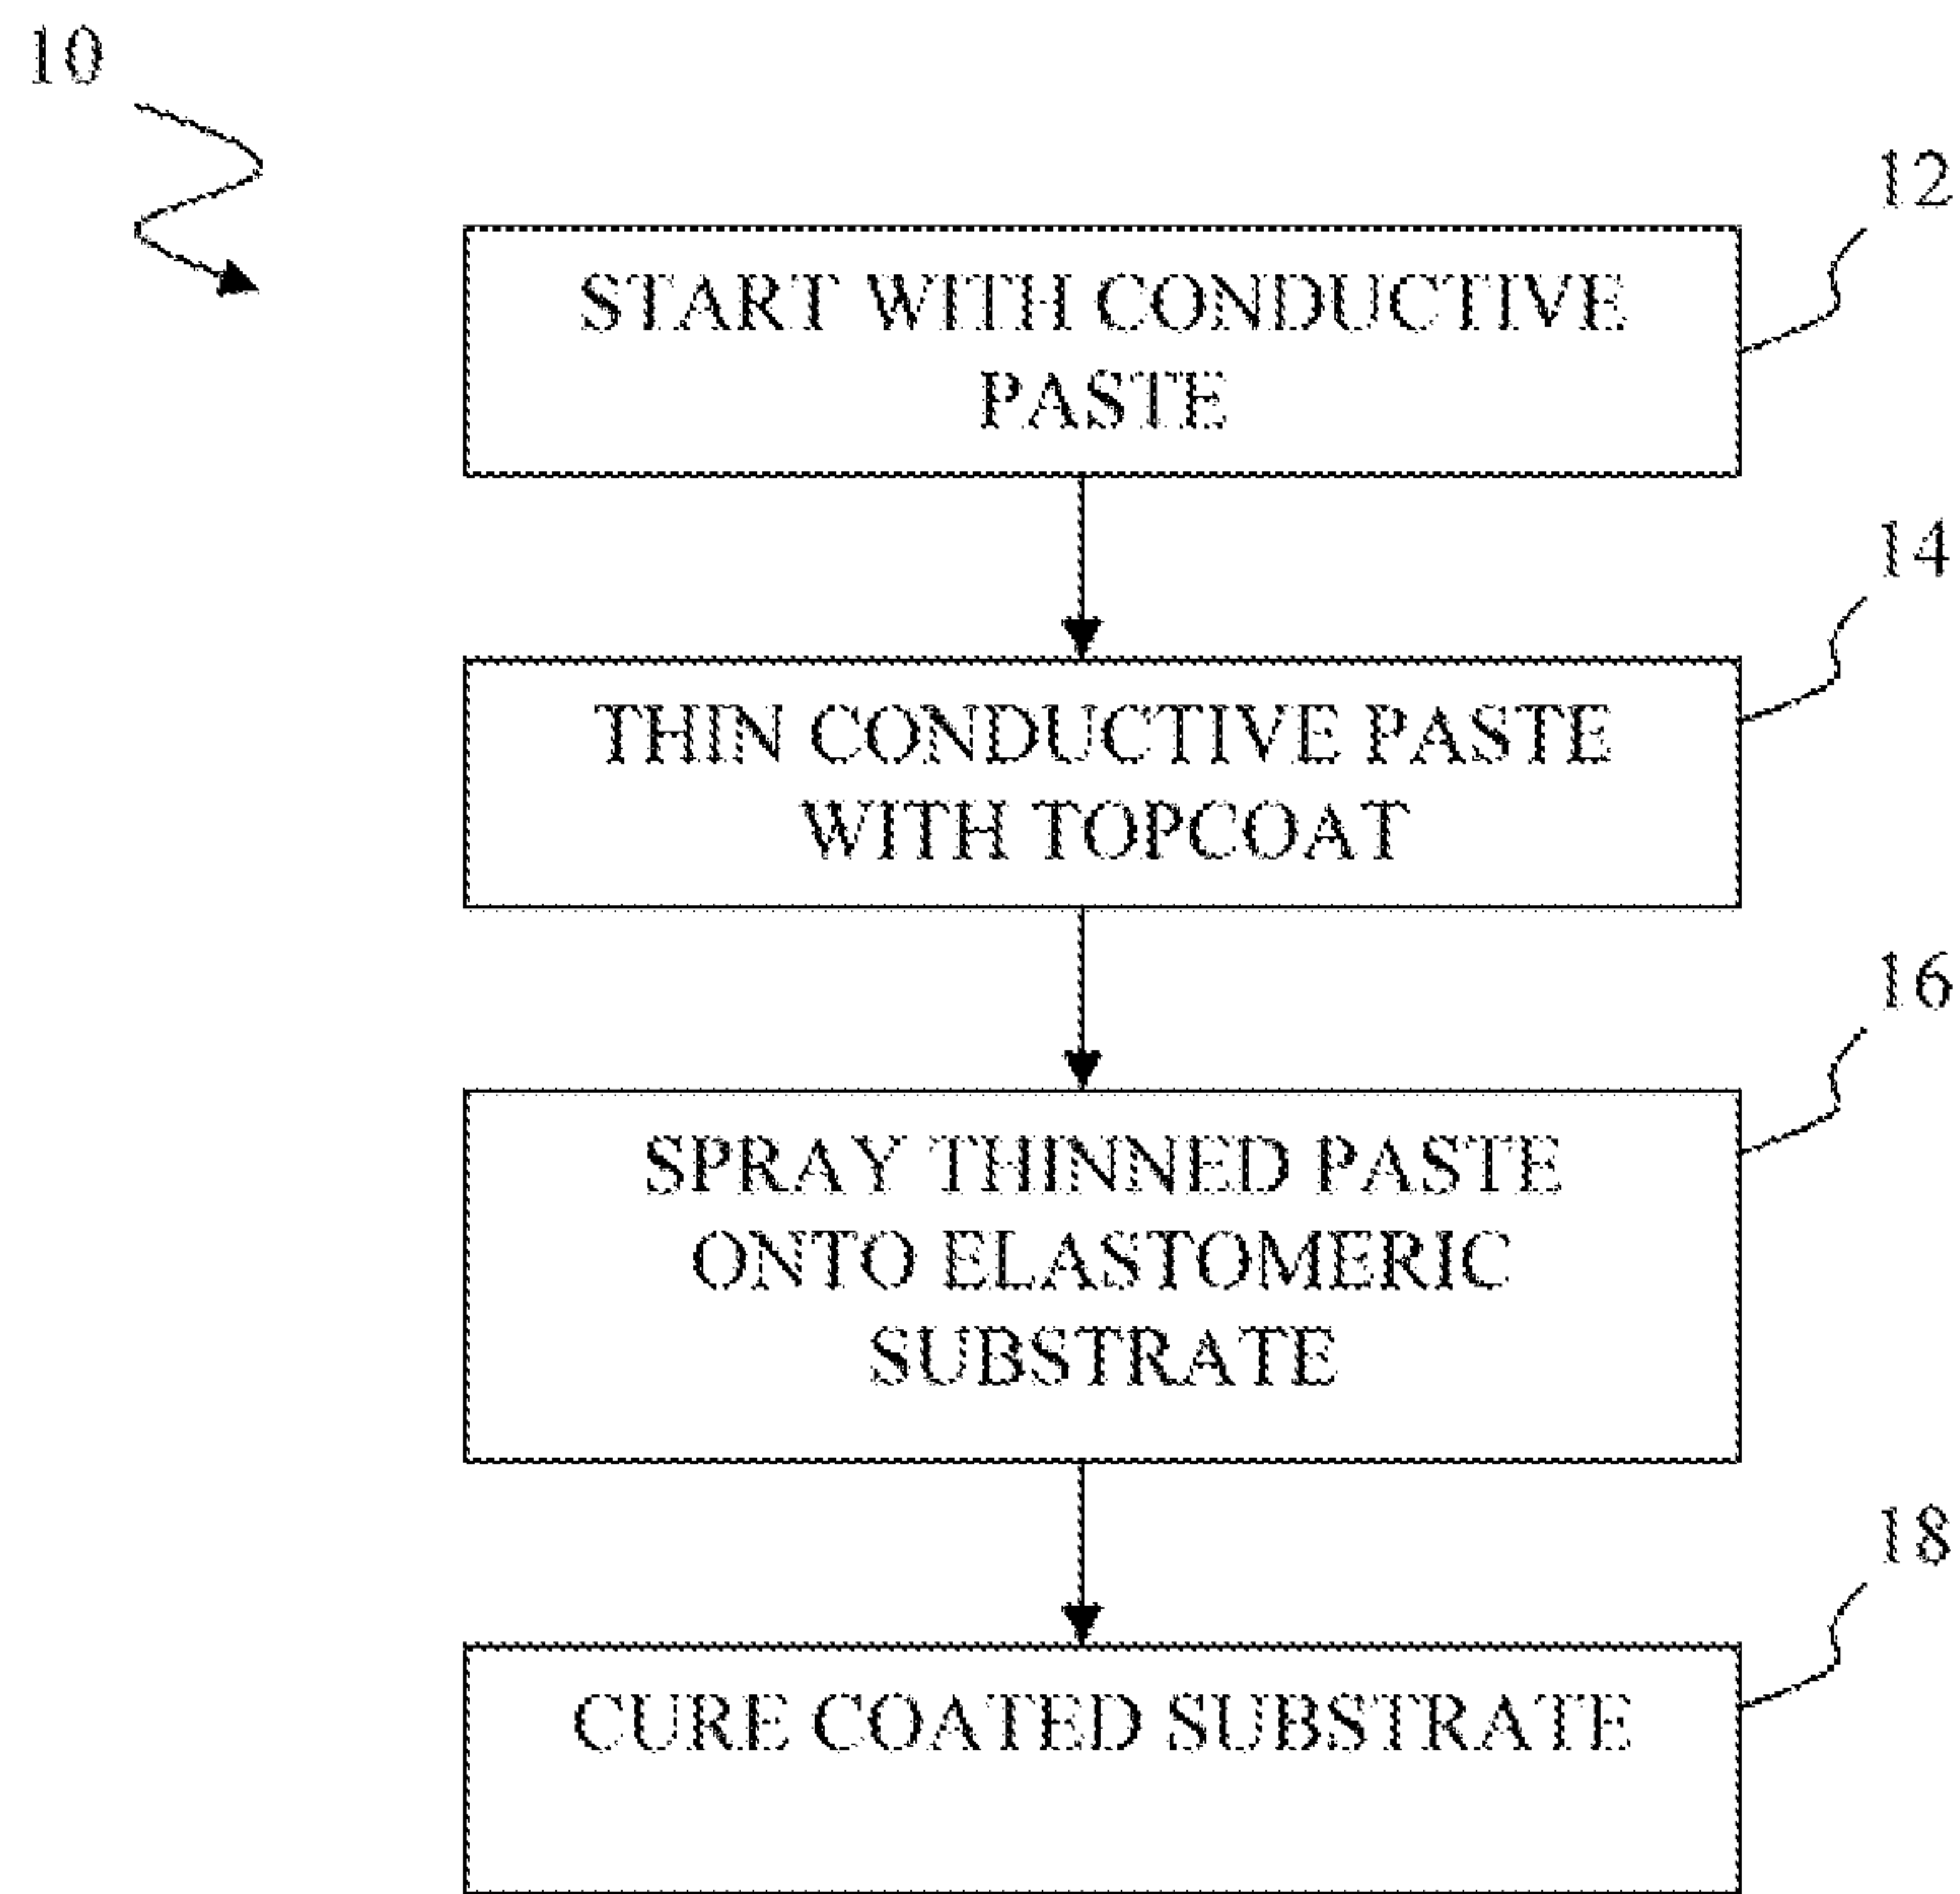 10
12
START WITH CONDUCTIVE
PASTE
14
THIN CONDUCTIVE PASTE
WITH TOPCOAT
16
SPRAY THINNED PASTE
ONTO ELASTOMERIC
SUBSTRATE
18
CURE COATED SUBSTRATE